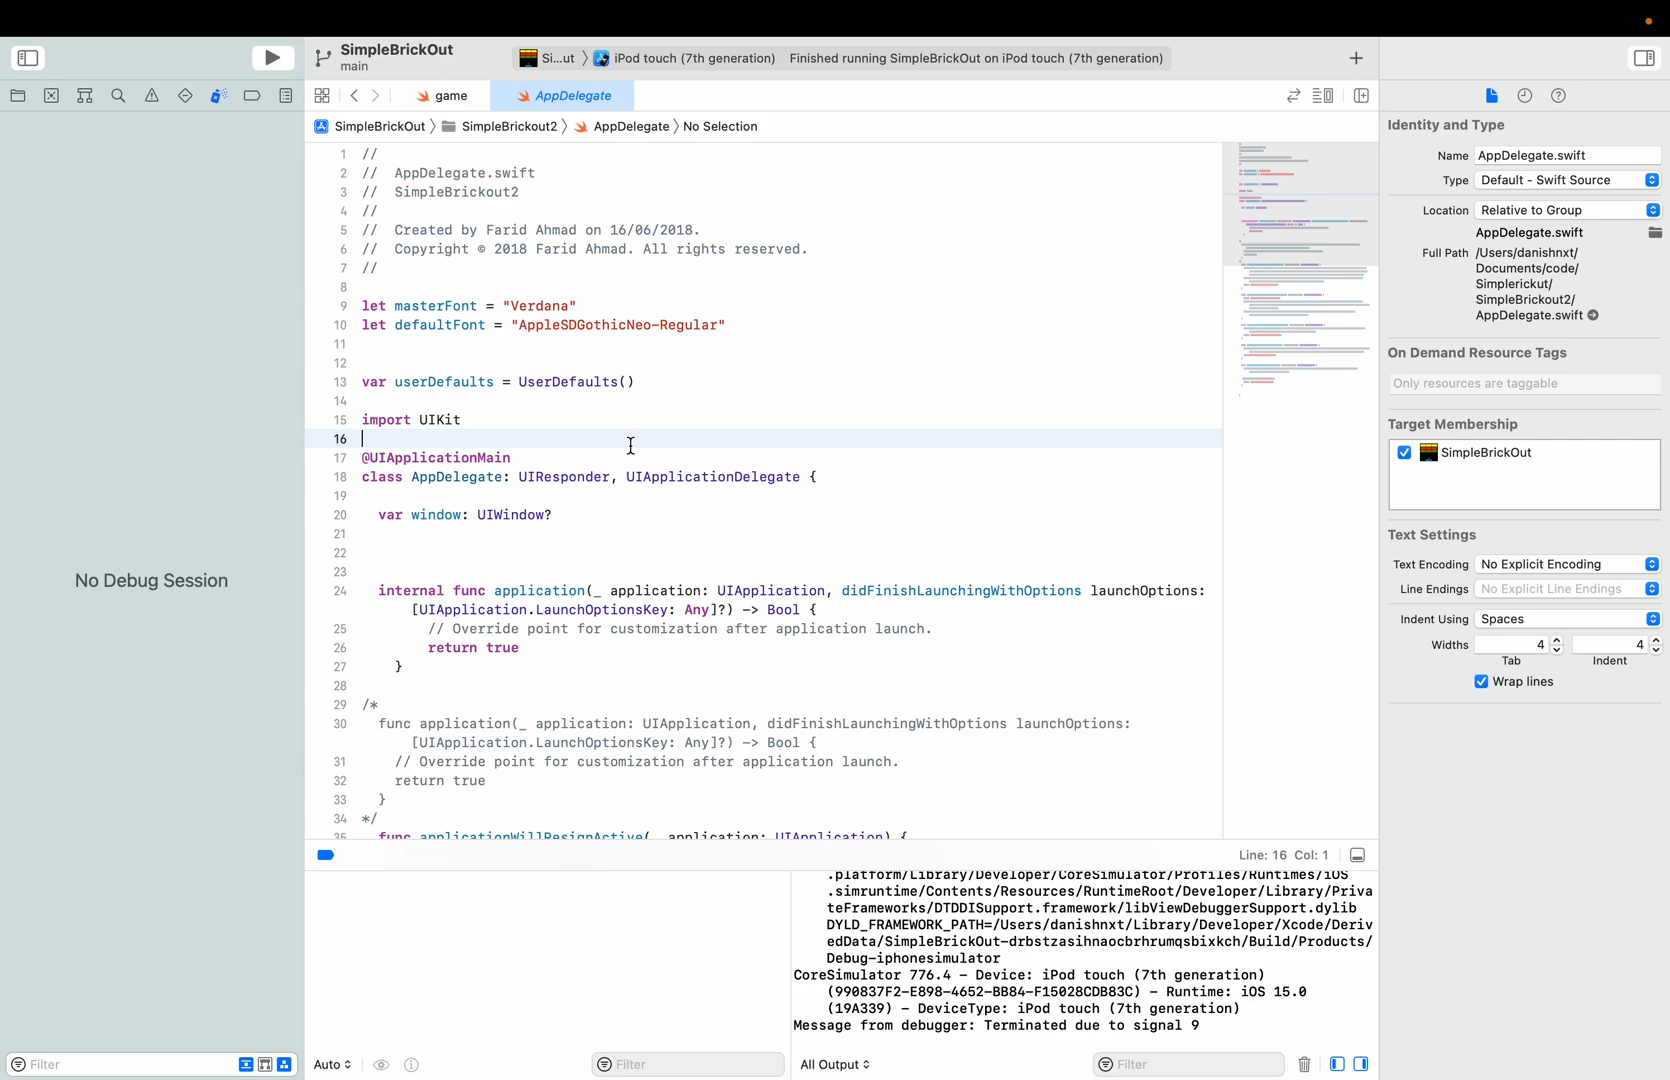 SimpleBrickOut
main
Si...ut
iPod touch (7th generation)
Finished running SimpleBrickOut on iPod touch (7th generation)
game
AppDelegate
SimpleBrickOut
SimpleBrickout2
AppDelegate
No Selection
1 //
2 //  AppDelegate.swift
3 //  SimpleBrickout2
4 //
5 //  Created by Farid Ahmad on 16/06/2018.
6 //  Copyright © 2018 Farid Ahmad. All rights reserved.
7 //
8
9 let masterFont = "Verdana"
10 let defaultFont = "AppleSDGothicNeo-Regular"
11
12
13 var userDefaults = UserDefaults()
14
15 import UIKit
16
17 @UIApplicationMain
18 class AppDelegate: UIResponder, UIApplicationDelegate {
19
20 var window: UIWindow?
21
22
23
24 internal func application(_ application: UIApplication, didFinishLaunchingWithOptions launchOptions:
[UIApplication.LaunchOptionsKey: Any]?) -> Bool {
25 // Override point for customization after application launch.
26 return true
27 }
28
29 /*
30 func application(_ application: UIApplication, didFinishLaunchingWithOptions launchOptions:
[UIApplication.LaunchOptionsKey: Any]?) -> Bool {
31 // Override point for customization after application launch.
32 return true
33 }
34 */
35 func applicationWillResignActive(_ application: UIApplication) {
Line: 16 Col: 1
No Debug Session
Filter
Auto
Filter
.platform/Library/Developer/CoreSimulator/Profiles/Runtimes/iOS
.simruntime/Contents/Resources/RuntimeRoot/Developer/Library/Priva
teFrameworks/DTDDISupport.framework/libViewDebuggerSupport.dylib
DYLD_FRAMEWORK_PATH=/Users/danishnxt/Library/Developer/Xcode/Deriv
edData/SimpleBrickOut-drbstzasihnaocbrhrumqsbixkch/Build/Products/
Debug-iphonesimulator
CoreSimulator 776.4 - Device: iPod touch (7th generation)
(990837F2-E898-4652-BB84-F15028CDB83C) - Runtime: iOS 15.0
(19A339) - DeviceType: iPod touch (7th generation)
Message from debugger: Terminated due to signal 9
All Output
Filter
Identity and Type
Name AppDelegate.swift
Type Default - Swift Source
Location Relative to Group
AppDelegate.swift
Full Path /Users/danishnxt/
Documents/code/
Simplerickut/
SimpleBrickout2/
AppDelegate.swift
On Demand Resource Tags
Only resources are taggable
Target Membership
SimpleBrickOut
Text Settings
Text Encoding No Explicit Encoding
Line Endings No Explicit Line Endings
Indent Using Spaces
Widths 4 4
Tab Indent
Wrap lines